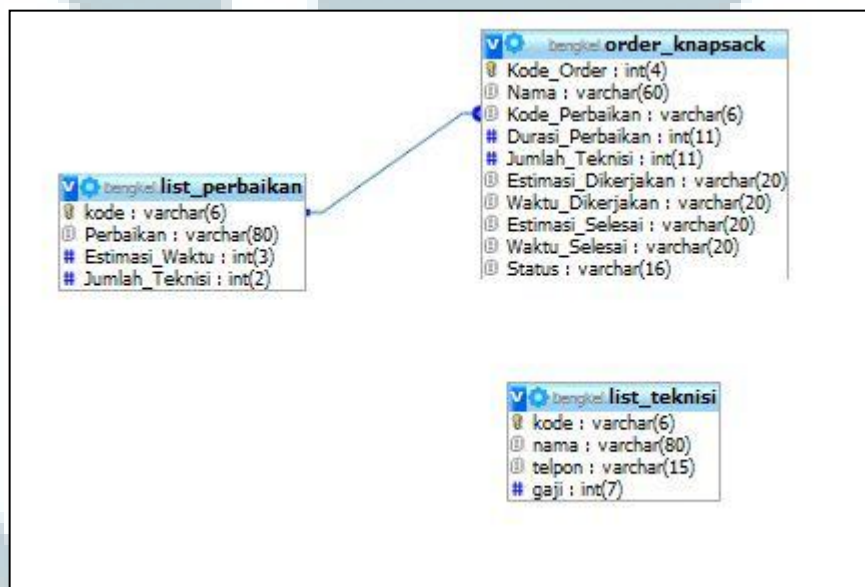 bengkel order_knapsack
Kode_Order : int(4)
Nama : varchar(60)
Kode_Perbaikan : varchar(6)
# Durasi_Perbaikan : int(11)
# Jumlah_Teknisi : int(11)
Estimasi_Dikerjakan : varchar(20)
Waktu_Dikerjakan : varchar(20)
Estimasi_Selesai : varchar(20)
Waktu_Selesai : varchar(20)
Status : varchar(16)
bengkel list_perbaikan
kode : varchar(6)
Perbaikan : varchar(80)
# Estimasi_Waktu : int(3)
# Jumlah_Teknisi : int(2)
bengkel list_teknisi
kode : varchar(6)
nama : varchar(80)
telpon : varchar(15)
# gaji : int(7)